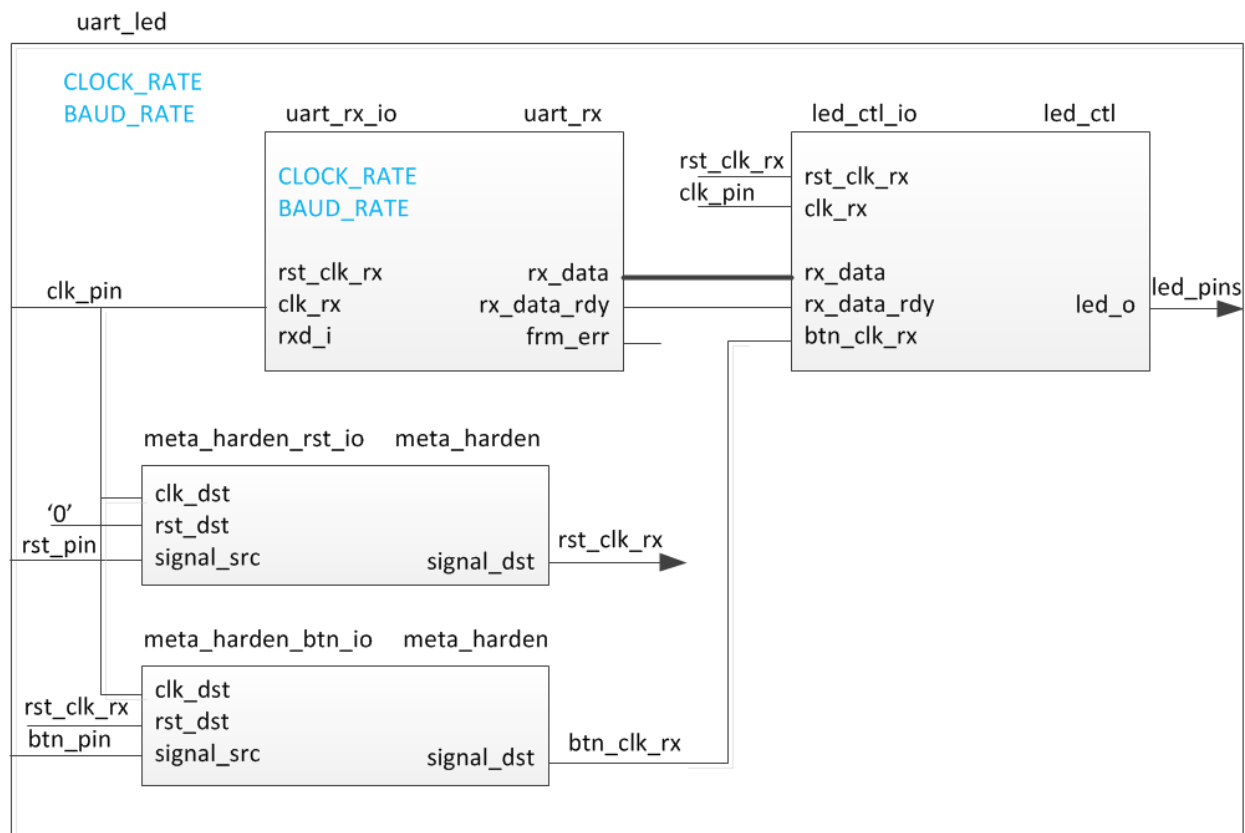 uart_led
CLOCK_RATE
BAUD_RATE
uart_rx_io uart_rx
CLOCK_RATE
BAUD_RATE
rst_clk_rx
clk_rx
rxd_i
rx_data
rx_data_rdy
frm_err
clk_pin
led_ctl_io led_ctl
rst_clk_rx
clk_pin
rst_clk_rx
clk_rx
rx_data
rx_data_rdy
btn_clk_rx
led_o
led_pins
meta_harden_rst_io meta_harden
clk_dst
rst_dst
signal_src
signal_dst
‘0’
rst_pin
rst_clk_rx
meta_harden_btn_io meta_harden
clk_dst
rst_dst
signal_src
signal_dst
rst_clk_rx
btn_pin
btn_clk_rx